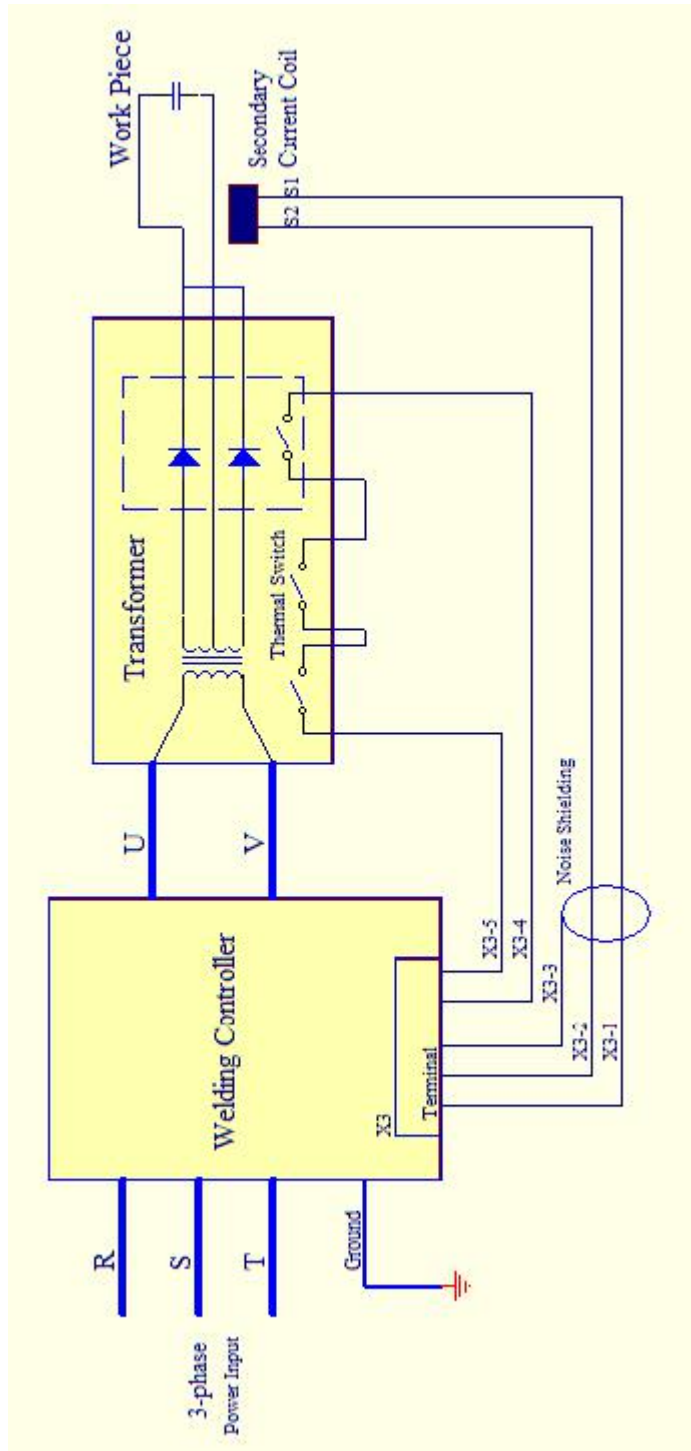 3-phase
Power Input
R
S
T
Ground
Welding Controller
X3
Terminal
U
V
Transformer
Thermal Switch
Work Piece
Secondary
Current Coil
S2 S1
X3-5
X3-4
X3-3
X3-2
X3-1
Noise Shielding